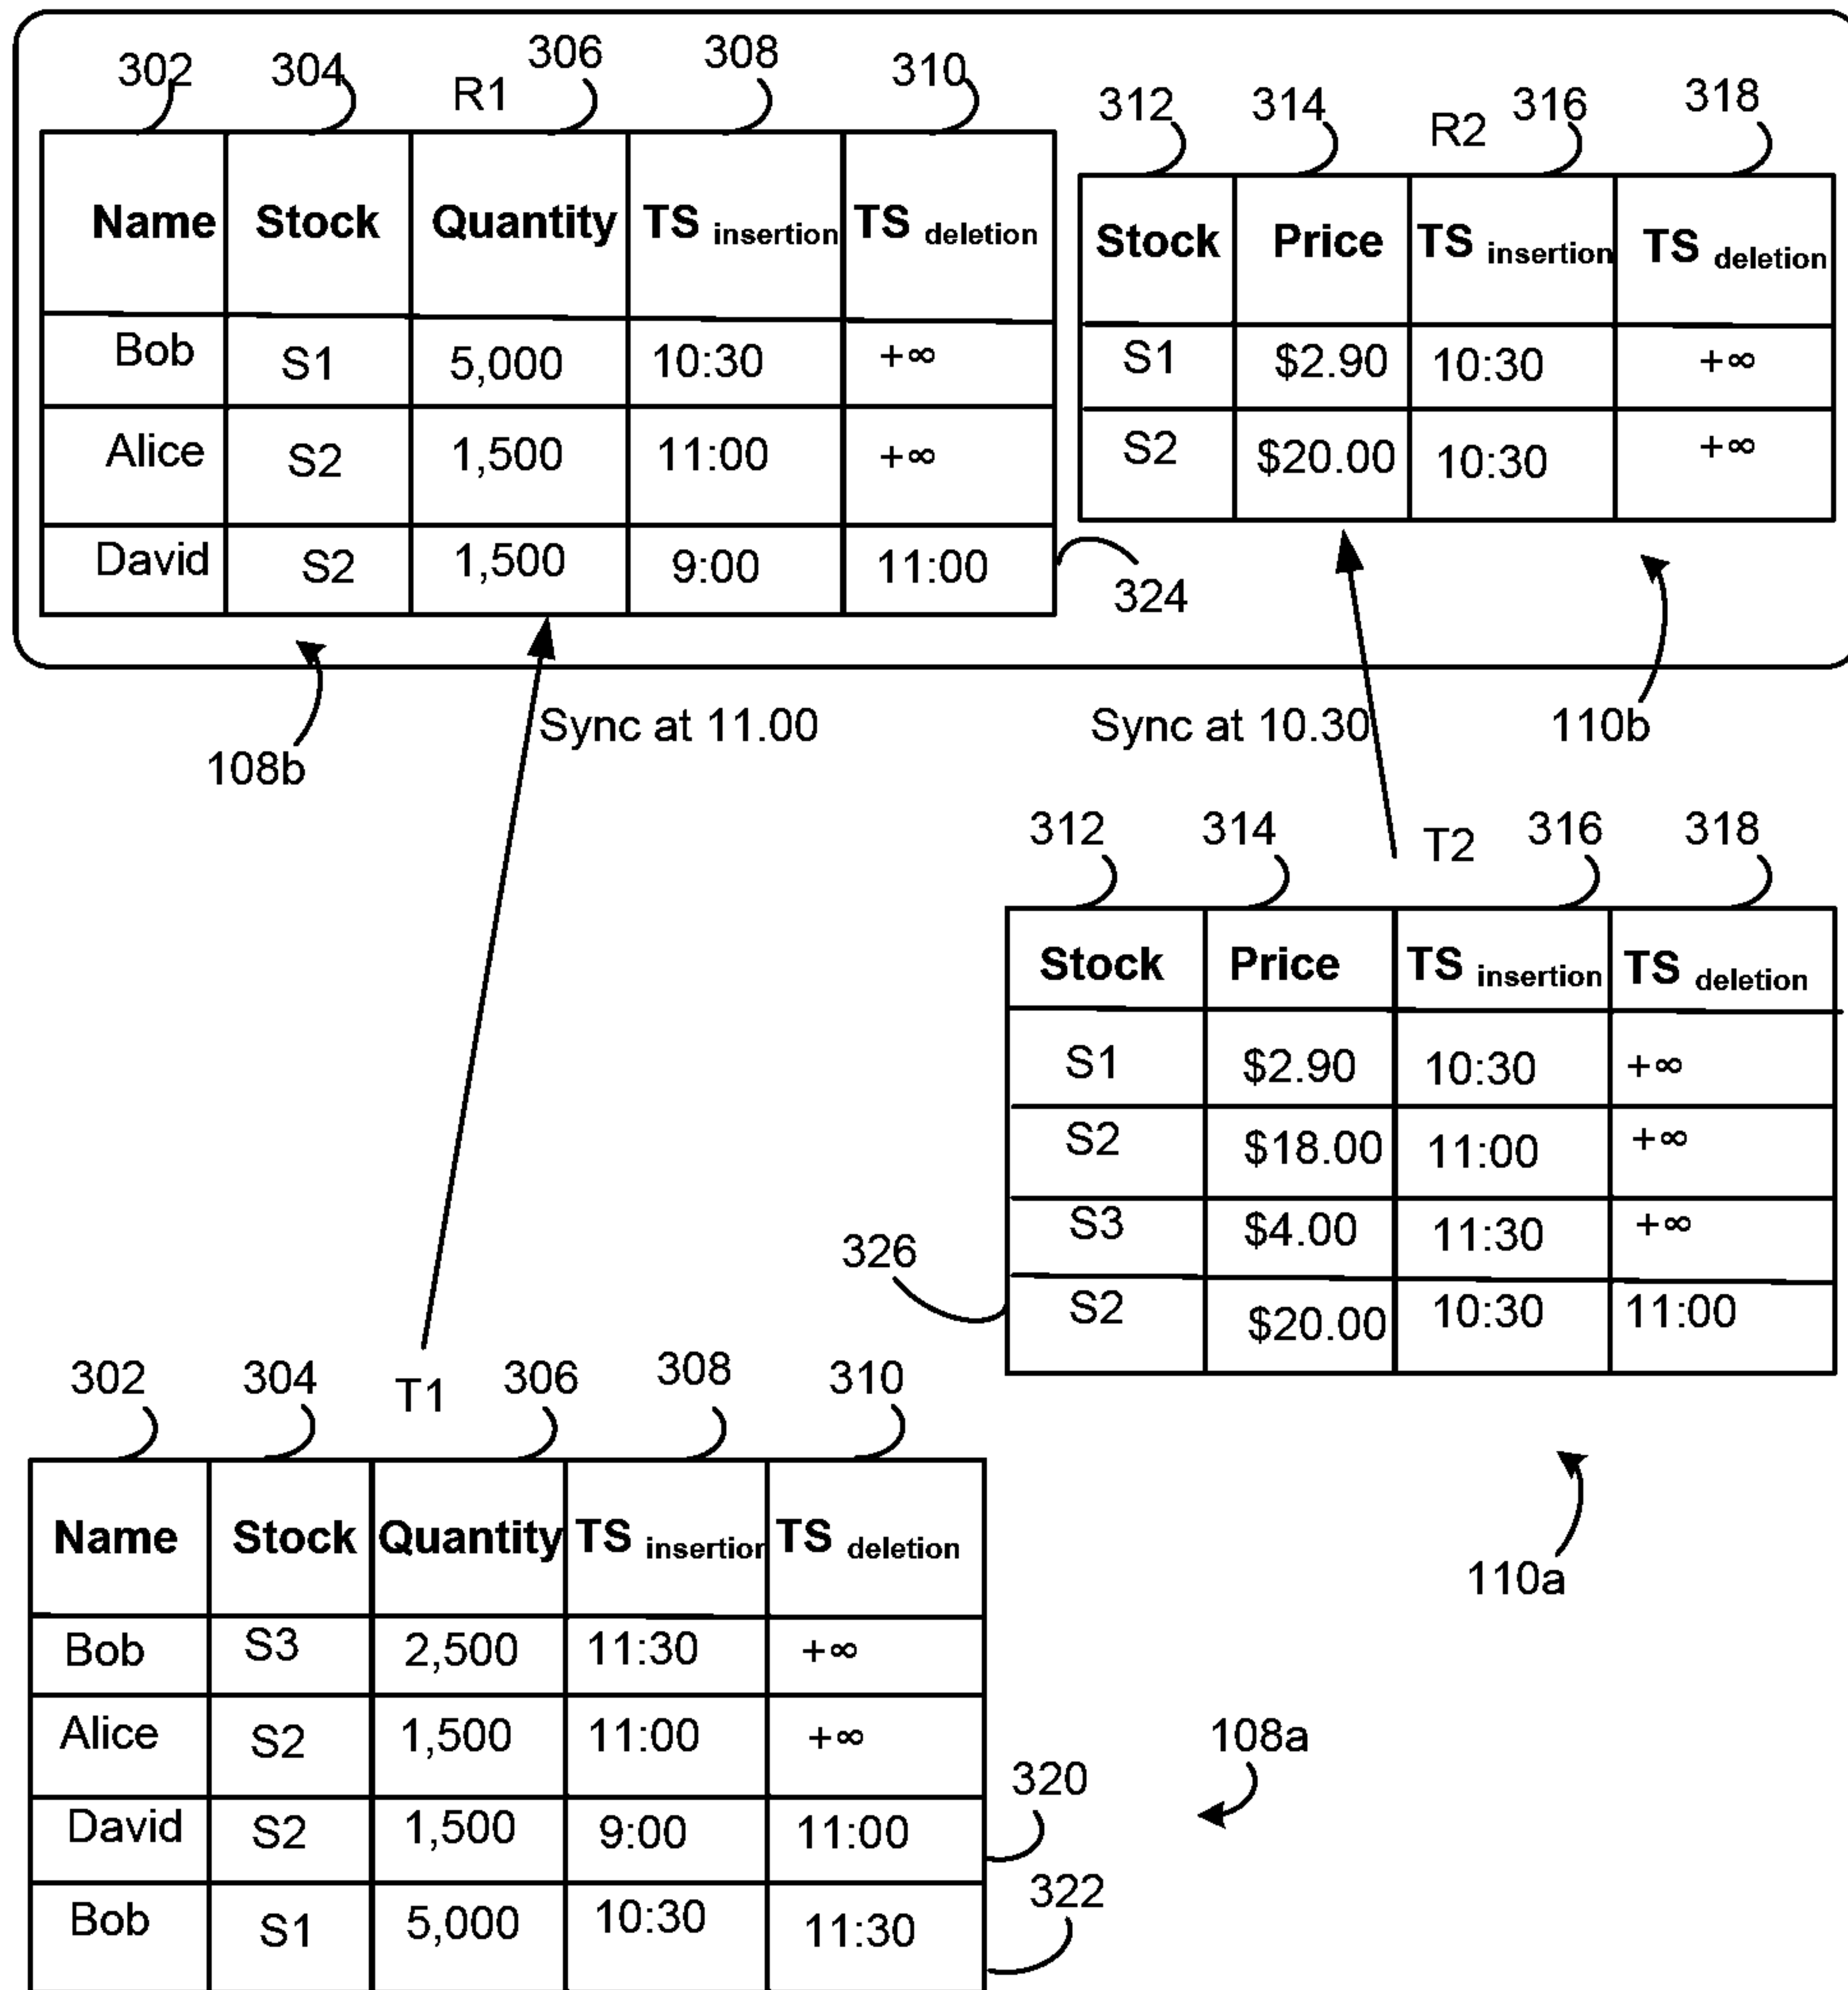 302 304 R1 306 308 310
Name Stock Quantity TS insertion TS deletion
Bob S1 5,000 10:30 +∞
Alice S2 1,500 11:00 +∞
David S2 1,500 9:00 11:00
324
108b
312 314 R2 316 318
Stock Price TS insertion TS deletion
S1 $2.90 10:30 +∞
S2 $20.00 10:30 +∞
110b
Sync at 11.00
Sync at 10.30
312 314 T2 316 318
Stock Price TS insertion TS deletion
S1 $2.90 10:30 +∞
S2 $18.00 11:00 +∞
S3 $4.00 11:30 +∞
326
S2 $20.00 10:30 11:00
110a
302 304 T1 306 308 310
Name Stock Quantity TS insertion TS deletion
Bob S3 2,500 11:30 +∞
Alice S2 1,500 11:00 +∞
David S2 1,500 9:00 11:00
Bob S1 5,000 10:30 11:30
108a
320
322